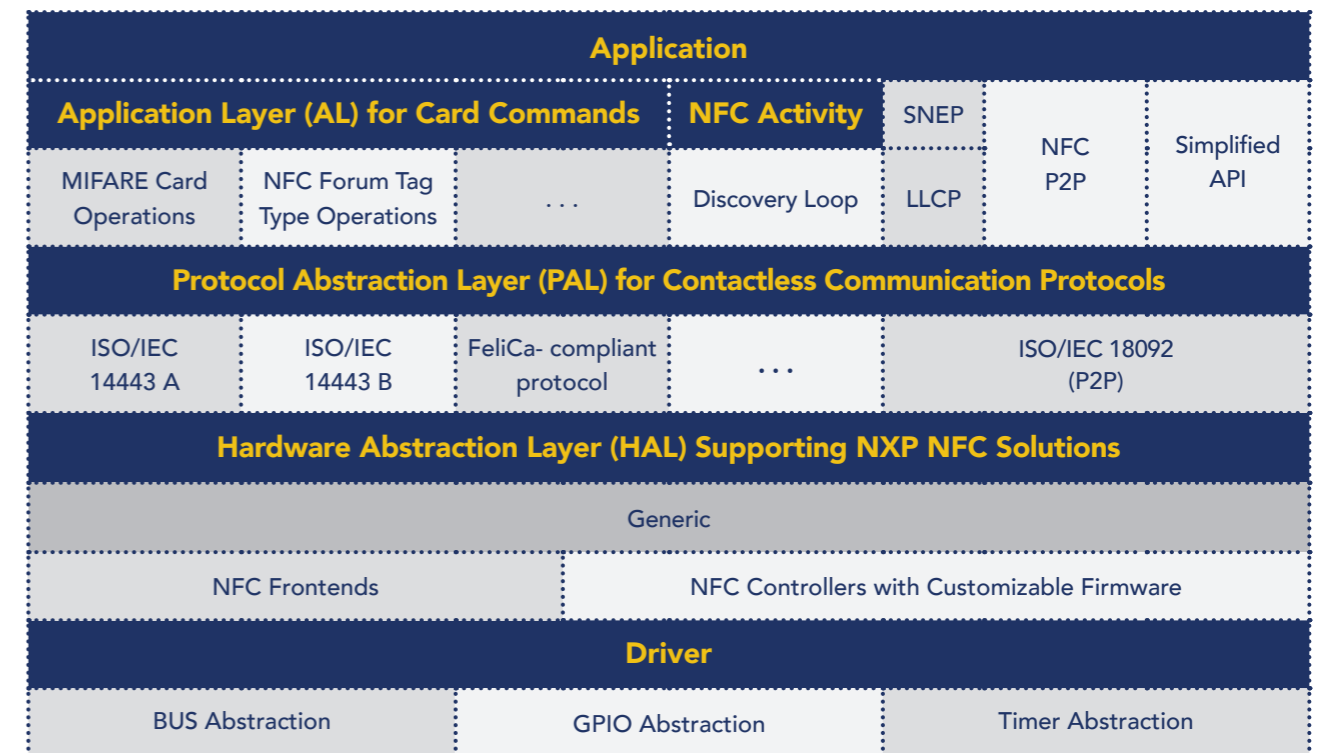 Application
Application Layer (AL) for Card Commands
NFC Activity
SNEP
NFC
P2P
Simplified
API
MIFARE Card
Operations
NFC Forum Tag
Type Operations
. . .
Discovery Loop
LLCP
Protocol Abstraction Layer (PAL) for Contactless Communication Protocols
ISO/IEC
14443 A
ISO/IEC
14443 B
FeliCa- compliant
protocol
. . .
ISO/IEC 18092
(P2P)
Hardware Abstraction Layer (HAL) Supporting NXP NFC Solutions
Generic
NFC Frontends
NFC Controllers with Customizable Firmware
Driver
BUS Abstraction
GPIO Abstraction
Timer Abstraction